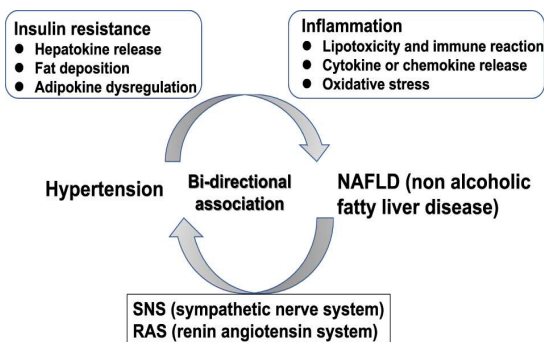 Insulin resistance
● Hepatokine release
● Fat deposition
● Adipokine dysregulation
Inflammation
● Lipotoxicity and immune reaction
● Cytokine or chemokine release
● Oxidative stress
Hypertension
Bi-directional
association
NAFLD (non alcoholic
fatty liver disease)
SNS (sympathetic nerve system)
RAS (renin angiotensin system)